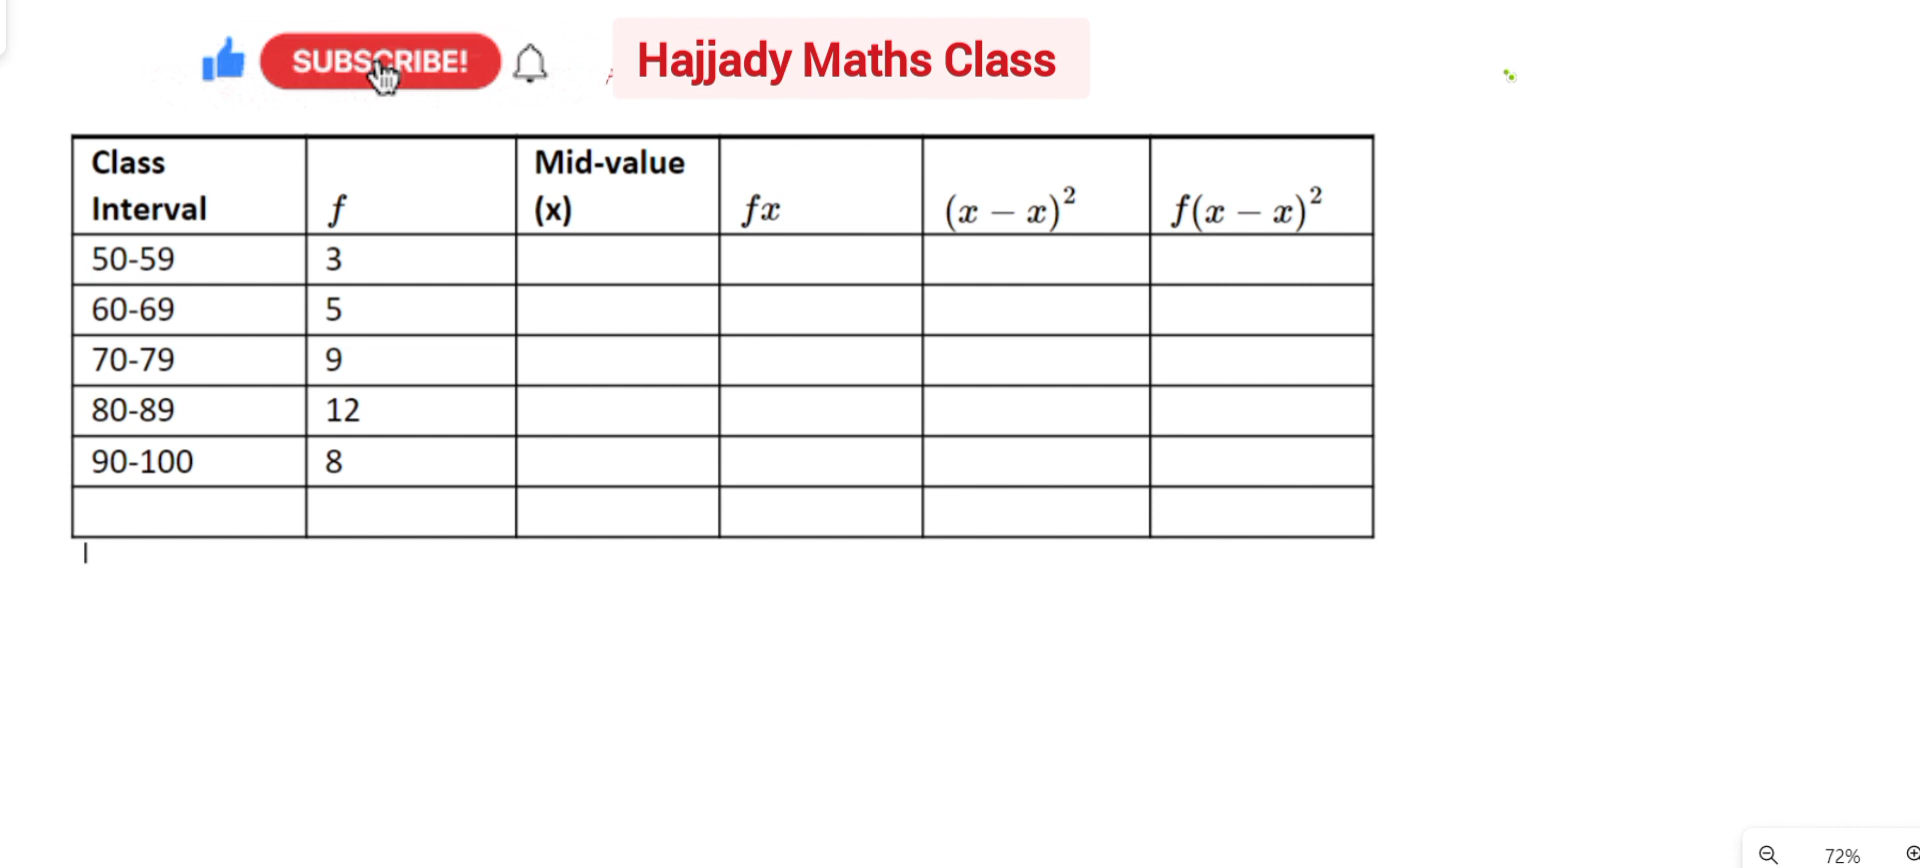 SUBSCRIBE!
Hajjady Maths Class
Class Interval f Mid-value (x) fx (x − x)² f(x − x)²
50-59 3
60-69 5
70-79 9
80-89 12
90-100 8
72%